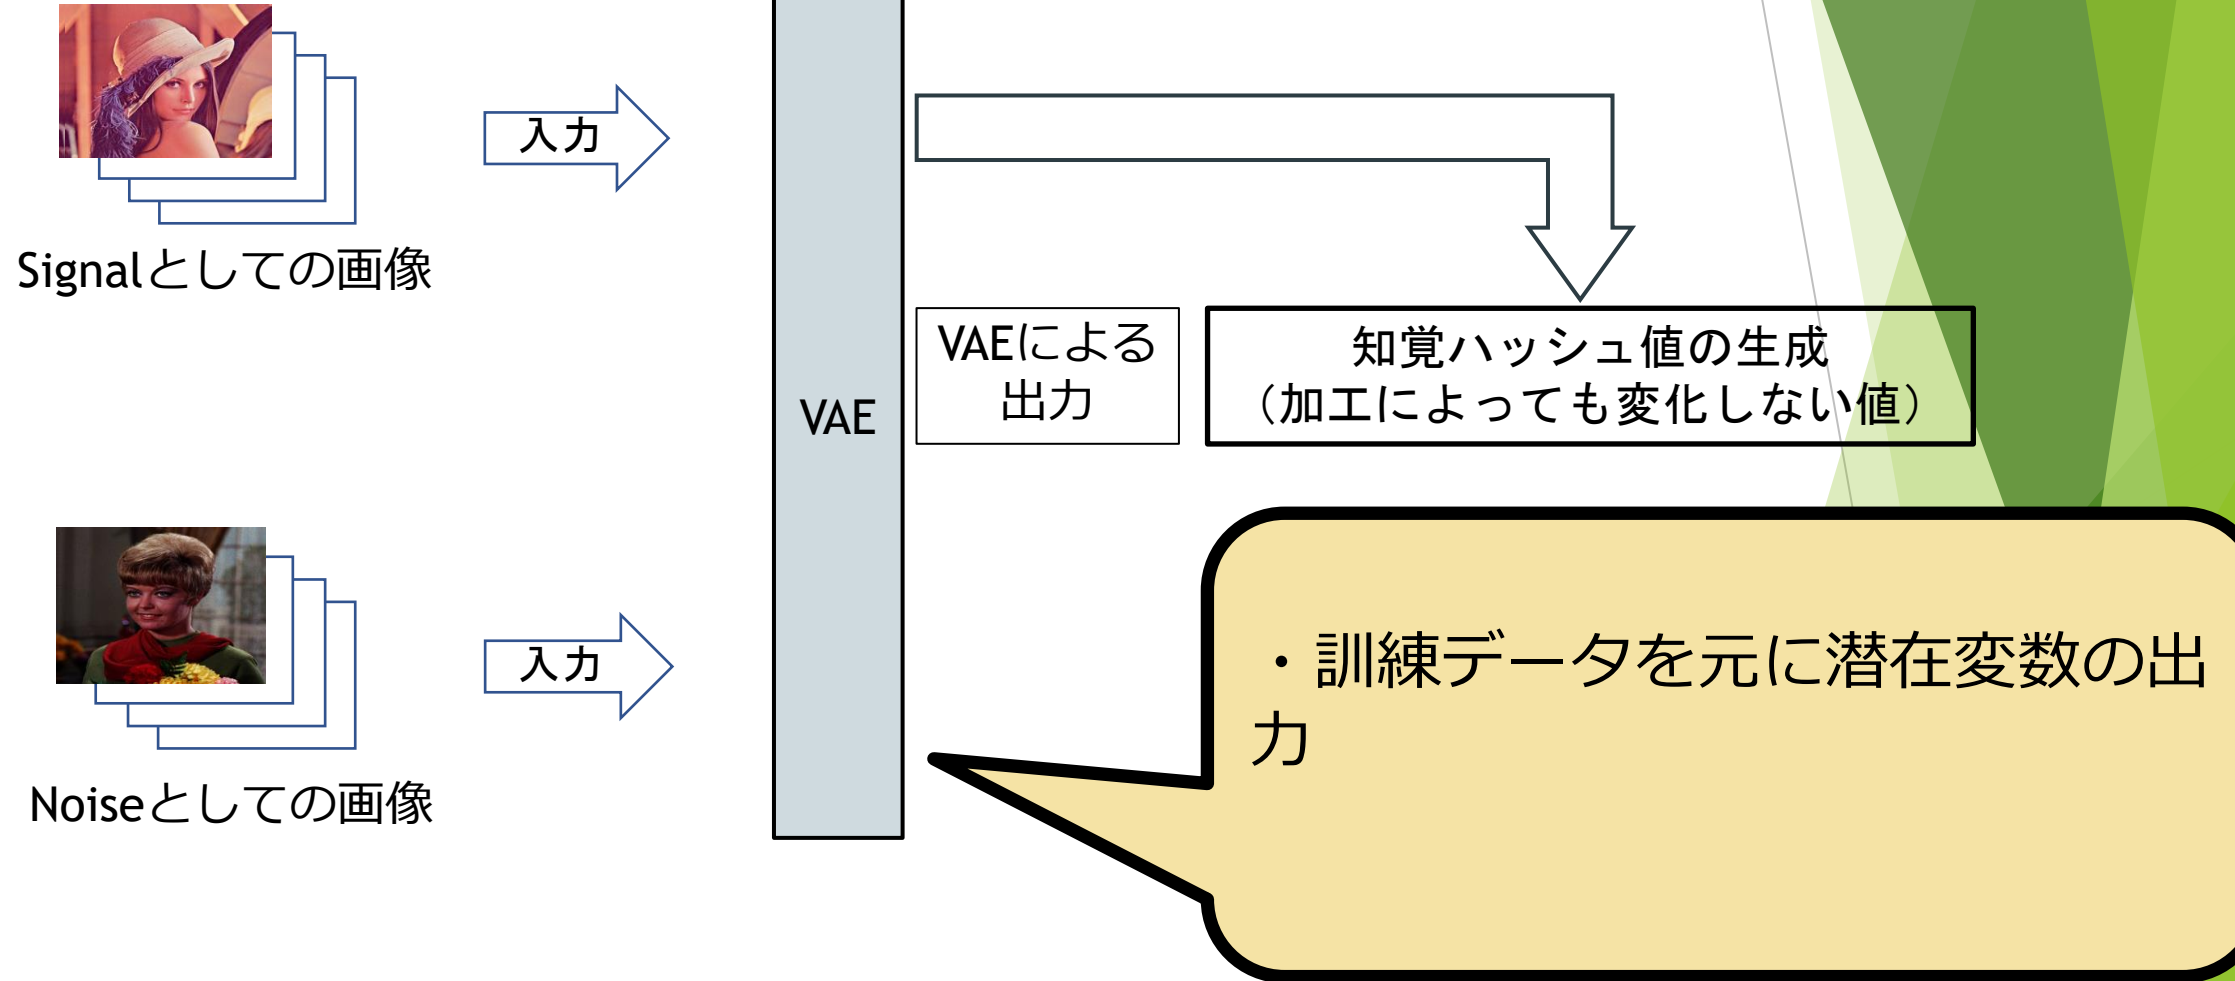 入力
Signalとしての画像
VAEによる
出力
知覚ハッシュ値の生成
（加工によっても変化しない値）
VAE
入力
Noiseとしての画像
・訓練データを元に潜在変数の出
力